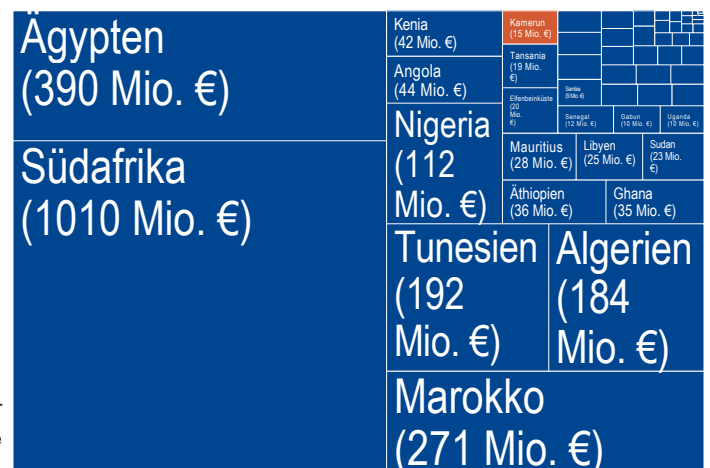 Ägypten
(390 Mio. €)
Südafrika
(1010 Mio. €)
Kenia
(42 Mio. €)
Angola
(44 Mio. €)
Nigeria
(112
Mio. €)
Kamerun
(15 Mio. €)
Tansania
(19 Mio.
€)
Elfenbeinküste
(20
Mio.
€)
Sambia
(9 Mio. €)
Senegal
(12 Mio. €)
Gabun
(10 Mio. €)
Uganda
(10 Mio. €)
Mauritius
(28 Mio. €)
Libyen
(25 Mio. €)
Sudan
(23 Mio.
€)
Äthiopien
(36 Mio. €)
Ghana
(35 Mio. €)
Tunesien
(192
Mio. €)
Algerien
(184
Mio. €)
Marokko
(271 Mio. €)